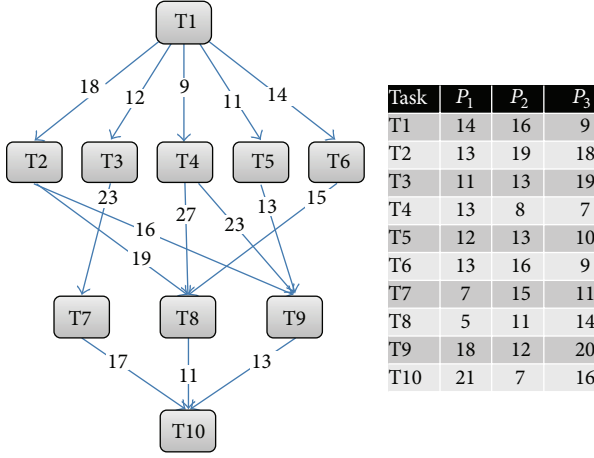 T1
18
12
9
11
14
T2
T3
T4
T5
T6
23
27
13
15
16
23
19
T7
T8
T9
17
11
13
T10
Task P₁ P₂ P₃
T1 14 16 9
T2 13 19 18
T3 11 13 19
T4 13 8 7
T5 12 13 10
T6 13 16 9
T7 7 15 11
T8 5 11 14
T9 18 12 20
T10 21 7 16